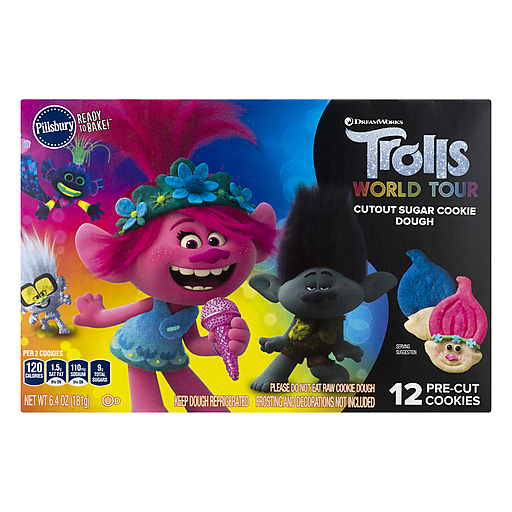 Pillsbury
READY
TO BAKE!™
DREAMWORKS
Trolls
WORLD TOUR
CUTOUT SUGAR COOKIE
DOUGH
SERVING
SUGGESTION
PER 2 COOKIES
120
CALORIES
1.5g
SAT FAT
8% DV
110mg
SODIUM
5% DV
9g
TOTAL
SUGARS
NET WT 6.4 OZ (181g)
U D
PLEASE DO NOT EAT RAW COOKIE DOUGH
KEEP DOUGH REFRIGERATED
FROSTING AND DECORATIONS NOT INCLUDED
12 PRE-CUT
COOKIES